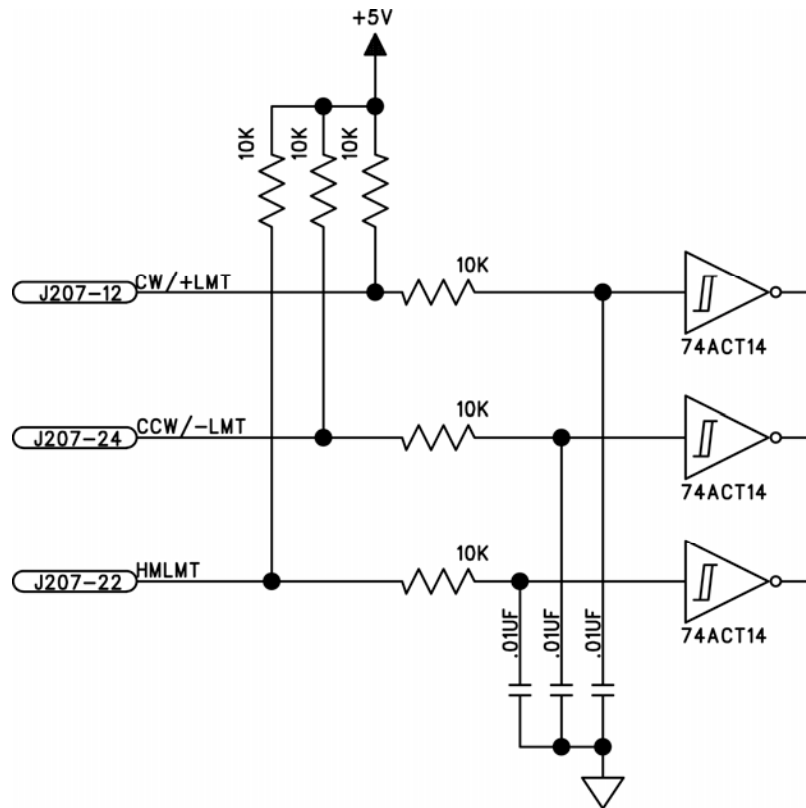 +5V
10K
10K
10K
J207-12
CW/+LMT
10K
74ACT14
J207-24
CCW/-LMT
10K
74ACT14
J207-22
HMLMT
10K
74ACT14
.01UF
.01UF
.01UF